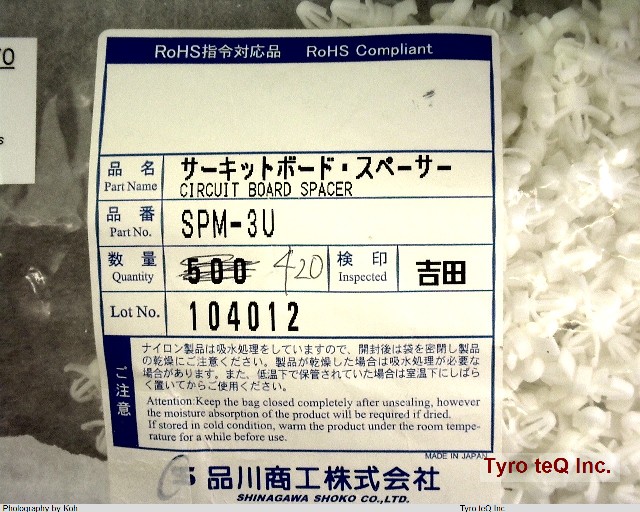 RoHS指令対応品 RoHS Compliant
品 名 サーキットボード・スペーサー
Part Name CIRCUIT BOARD SPACER
品 番
Part No. SPM-3U
数 量 500 420 検 印 吉田
Quantity Inspected
Lot No. 104012
ご注意
ナイロン製品は吸水処理をしていますので、開封後は袋を密閉し製品
の乾燥にご注意ください。製品が乾燥した場合は吸水処理が必要な
場合があります。また、低温下で保管されていた場合は室温下にしばら
く置いてからご使用ください。
Attention:Keep the bag closed completely after unsealing, however
the moisture absorption of the product will be required if dried.
If stored in cold condition, warm the product under the room tempe-
rature for a while before use.
MADE IN JAPAN
品川商工株式会社
SHINAGAWA SHOKO CO.,LTD.
Tyro teQ Inc.
Photography by Koh Tyro teQ Inc